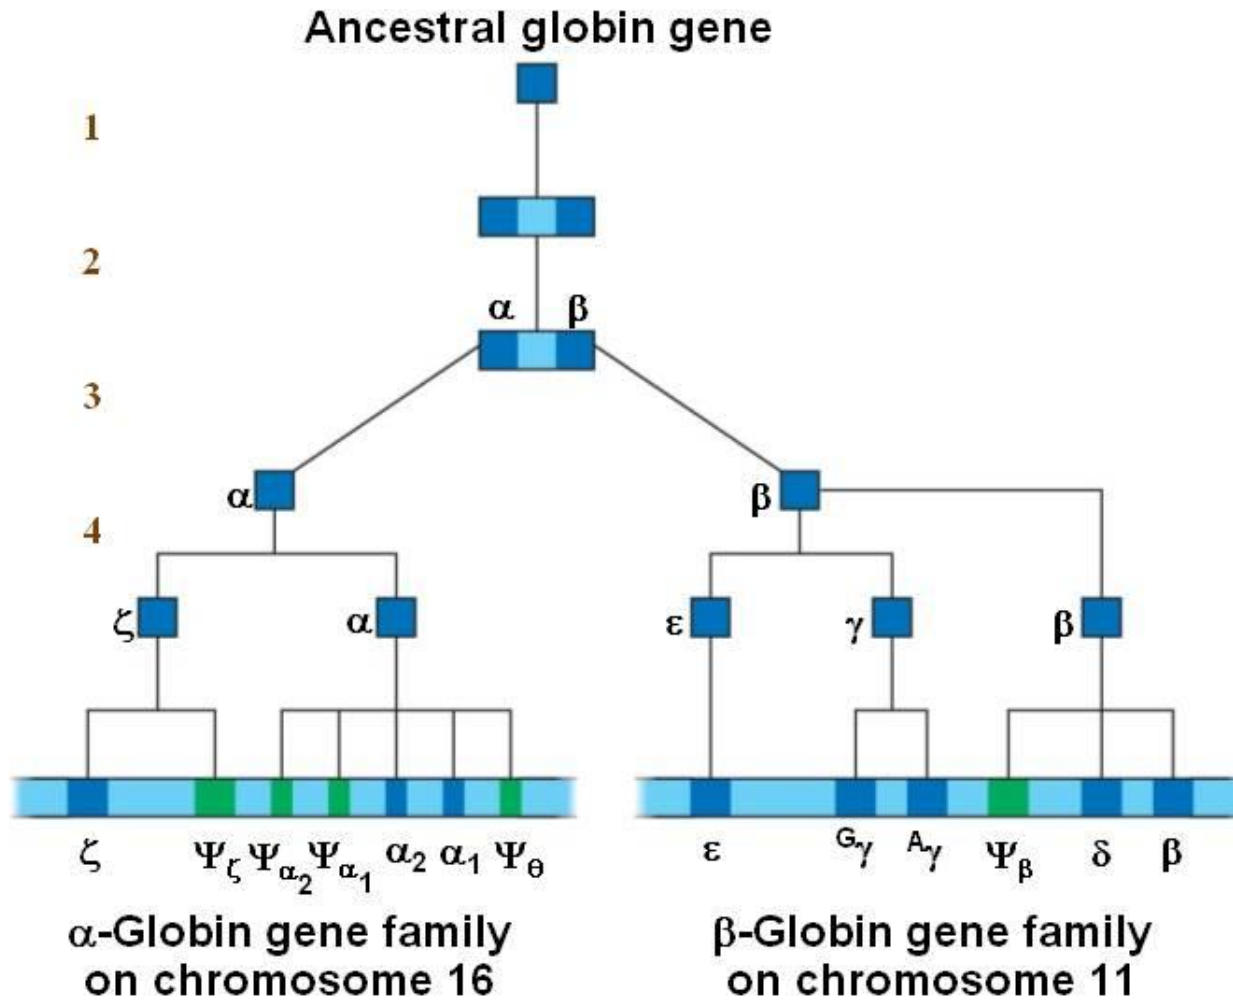 Ancestral globin gene
1
2
α β
3
α β
4
ζ α ε γ β
ζ Ψζ Ψα2 Ψα1 α2 α1 Ψθ ε Gγ Aγ Ψβ δ β
α-Globin gene family
on chromosome 16
β-Globin gene family
on chromosome 11